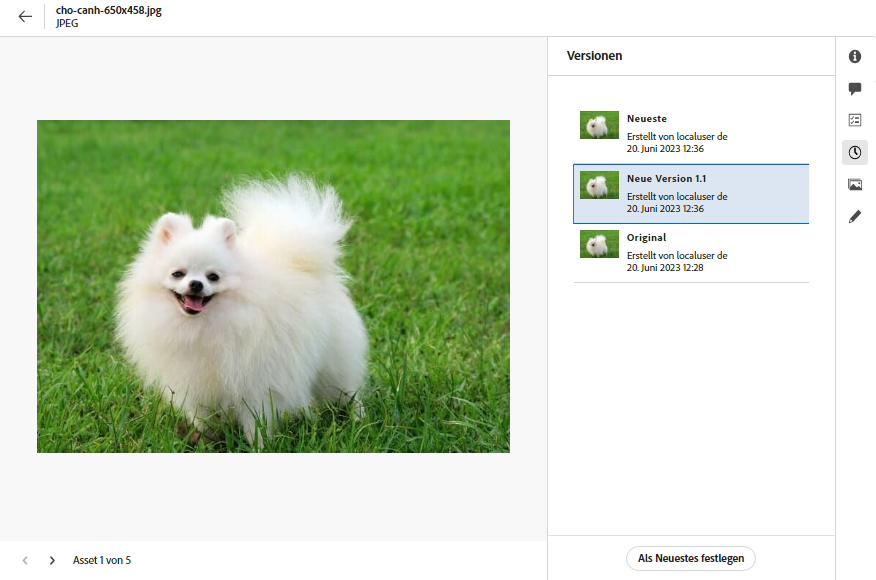 cho-canh-650x458.jpg
JPEG
Versionen
Neueste
Erstellt von localuser de
20. Juni 2023 12:36
Neue Version 1.1
Erstellt von localuser de
20. Juni 2023 12:36
Original
Erstellt von localuser de
20. Juni 2023 12:28
Asset 1 von 5
Als Neuestes festlegen